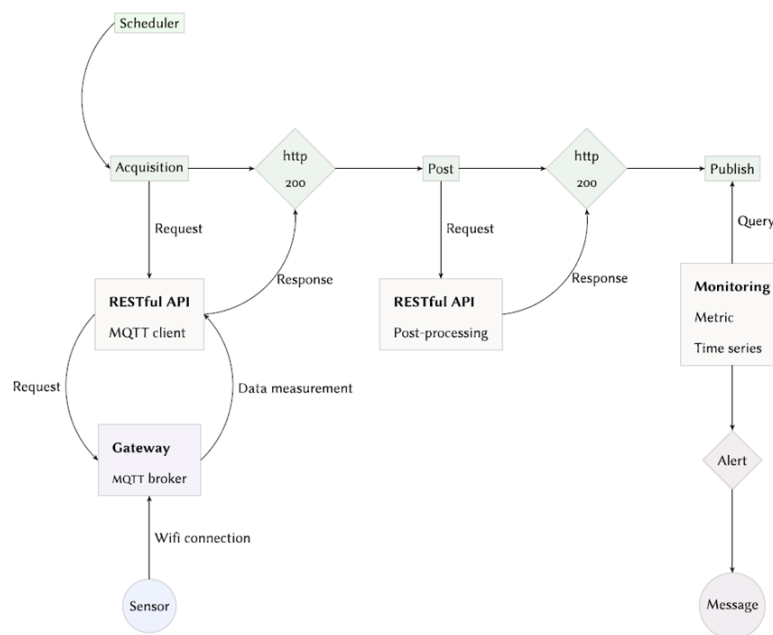 Scheduler
Acquisition
http
200
Post
http
200
Publish
Request
Request
Query
Response
Response
RESTful API
MQTT client
RESTful API
Post-processing
Monitoring
Metric
Time series
Request
Data measurement
Gateway
MQTT broker
Alert
Wifi connection
Sensor
Message